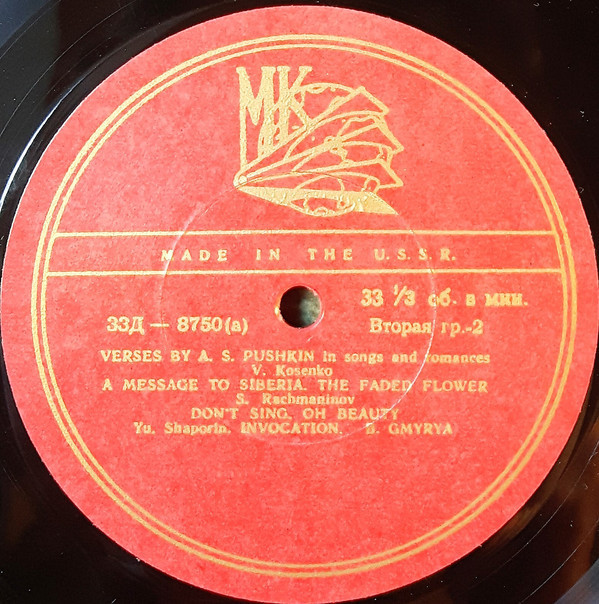 МК
MADE IN THE U.S.S.R.
33 1/3 об. в мин.
33Д — 8750(а) Вторая гр.-2
VERSES BY A. S. PUSHKIN in songs and romances
V. Kosenko
A MESSAGE TO SIBERIA. THE FADED FLOWER
S. Rachmaninov
DON'T SING, OH BEAUTY
Yu. Shaporin. INVOCATION. B. GMYRYA